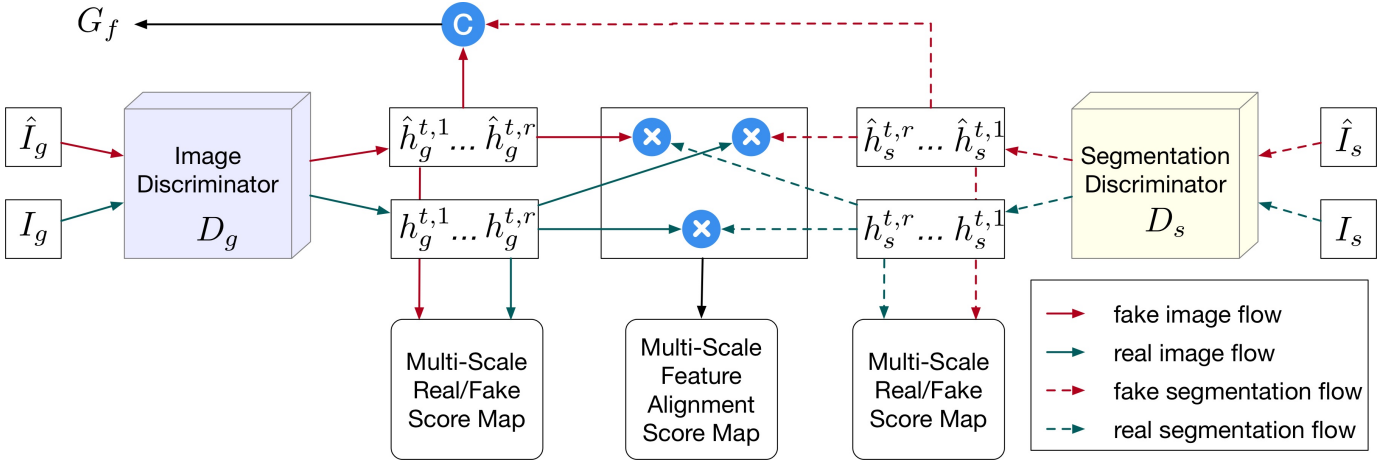 G_f
C
Î_g
I_g
Image
Discriminator
D_g
ĥ_g^{t,1} ... ĥ_g^{t,r}
h_g^{t,1} ... h_g^{t,r}
ĥ_s^{t,r} ... ĥ_s^{t,1}
h_s^{t,r} ... h_s^{t,1}
Segmentation
Discriminator
D_s
Î_s
I_s
Multi-Scale
Real/Fake
Score Map
Multi-Scale
Feature
Alignment
Score Map
Multi-Scale
Real/Fake
Score Map
fake image flow
real image flow
fake segmentation flow
real segmentation flow